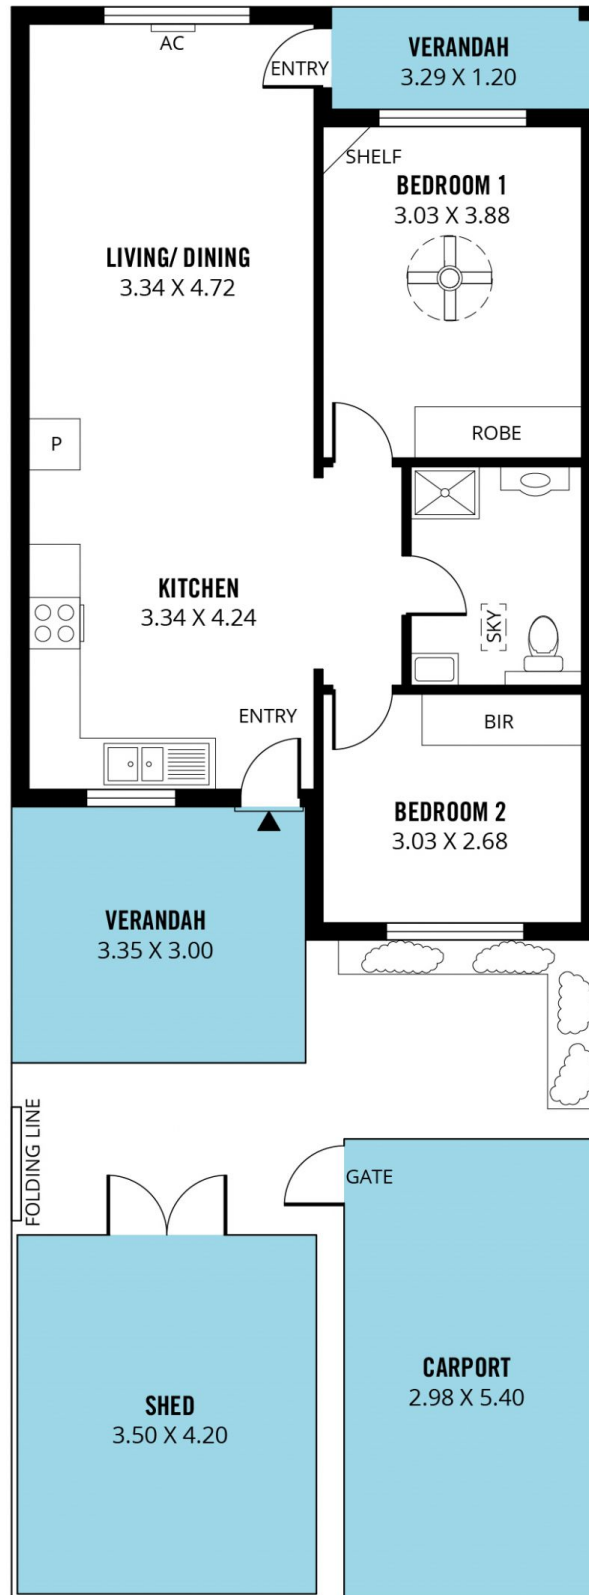 AC
ENTRY
VERANDAH
3.29 X 1.20
SHELF
BEDROOM 1
3.03 X 3.88
LIVING/ DINING
3.34 X 4.72
P
ROBE
KITCHEN
3.34 X 4.24
SKY
ENTRY
BIR
BEDROOM 2
3.03 X 2.68
VERANDAH
3.35 X 3.00
FOLDING LINE
GATE
SHED
3.50 X 4.20
CARPORT
2.98 X 5.40